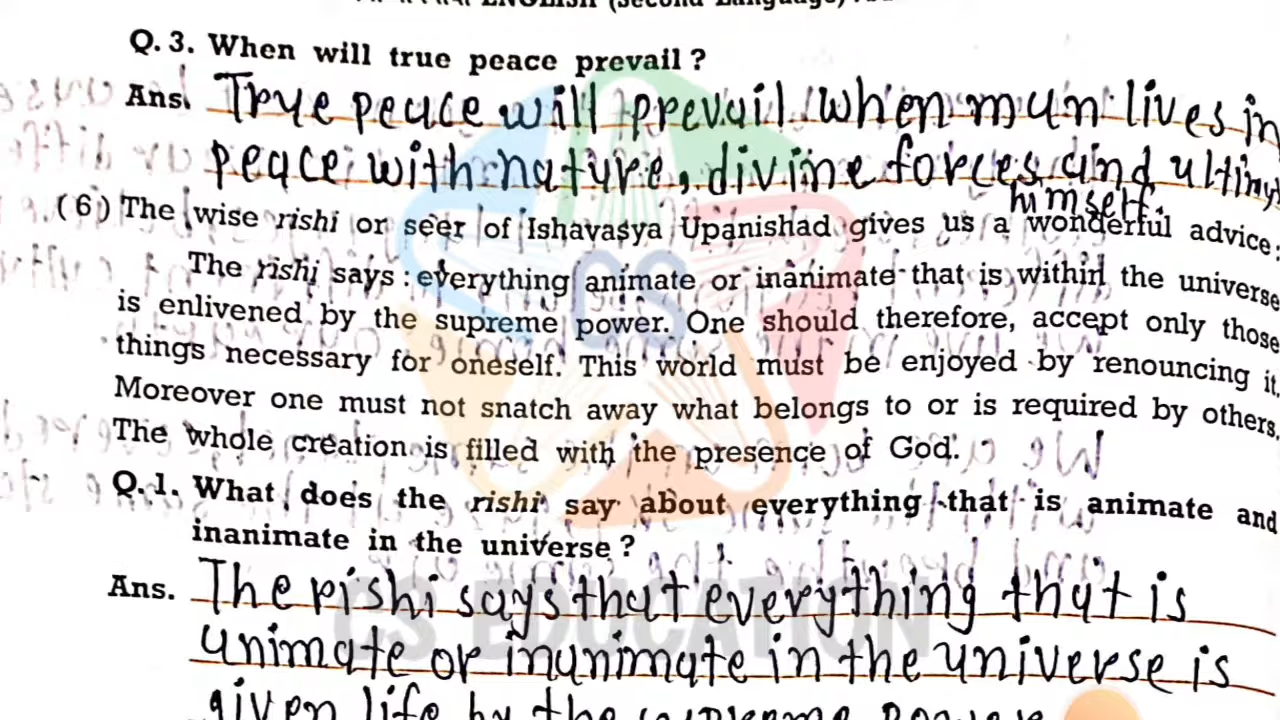 ENGLISH (Second Language)
Q. 3. When will true peace prevail ?
Ans. True peace will prevail when man lives in
peace with nature, divine forces and
himself.
(6) The wise rishi or seer of Ishavasya Upanishad gives us a wonderful advice.
The rishi says : everything animate or inanimate that is within the universe
is enlivened by the supreme power. One should therefore, accept only those
things necessary for oneself. This world must be enjoyed by renouncing it.
Moreover one must not snatch away what belongs to or is required by others.
The whole creation is filled with the presence of God.
Q. 1. What does the rishi say about everything that is animate and
inanimate in the universe ?
Ans. The rishi says that everything that is
animate or inanimate in the universe is
given life by the supreme power
CS EDUCATION